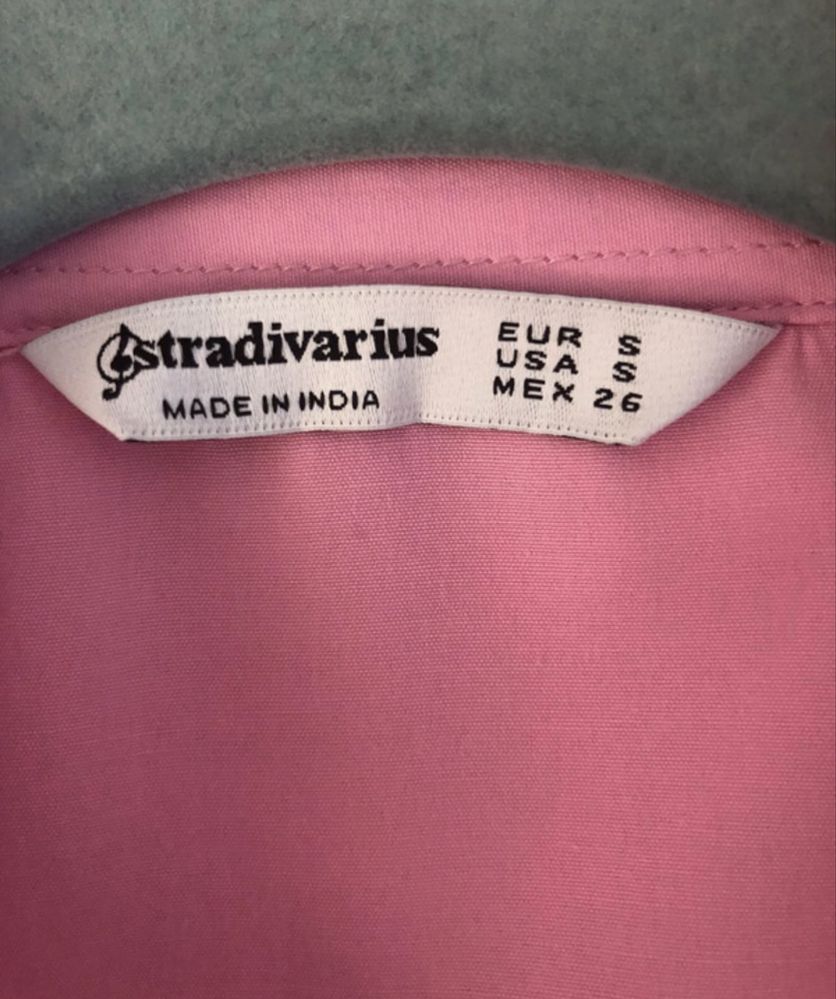 stradivarius
MADE IN INDIA
EUR S
USA S
MEX 26